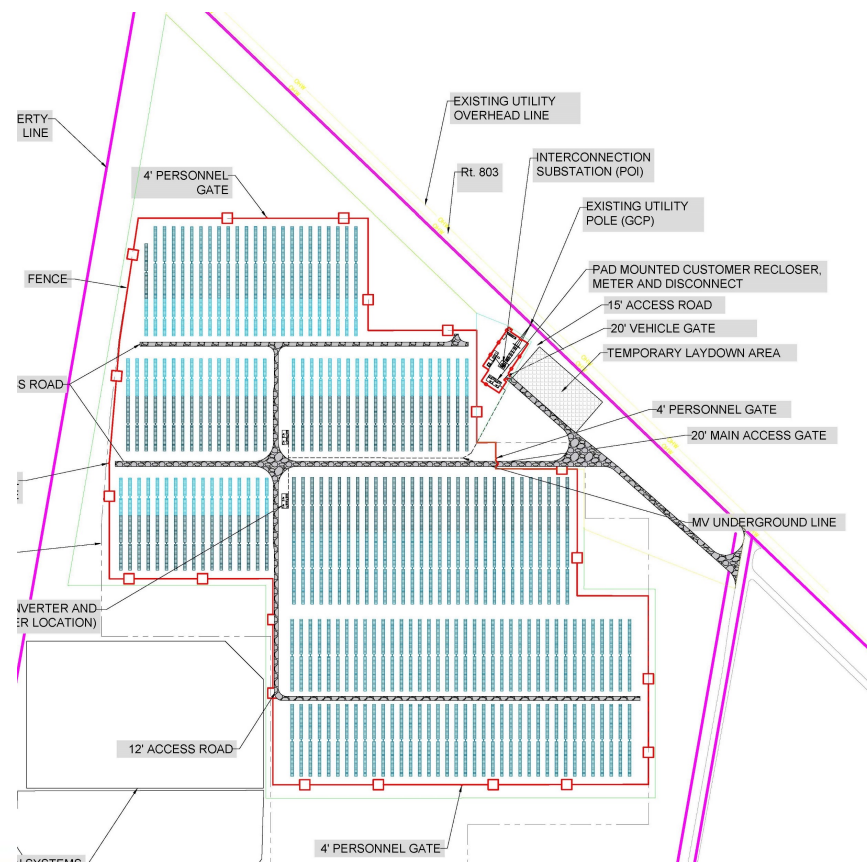 EXISTING UTILITY
OVERHEAD LINE
ERTY
LINE
INTERCONNECTION
SUBSTATION (POI)
Rt. 803
4' PERSONNEL
GATE
EXISTING UTILITY
POLE (GCP)
FENCE
PAD MOUNTED CUSTOMER RECLOSER,
METER AND DISCONNECT
15' ACCESS ROAD
20' VEHICLE GATE
TEMPORARY LAYDOWN AREA
S ROAD
4' PERSONNEL GATE
20' MAIN ACCESS GATE
MV UNDERGROUND LINE
NVERTER AND
ER LOCATION)
12' ACCESS ROAD
4' PERSONNEL GATE